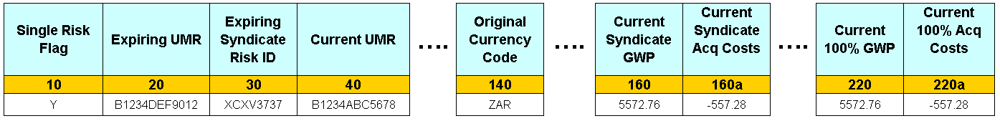 Single Risk Flag
Expiring UMR
Expiring Syndicate Risk ID
Current UMR
....
Original Currency Code
....
Current Syndicate GWP
Current Syndicate Acq Costs
....
Current 100% GWP
Current 100% Acq Costs
10 20 30 40 140 160 160a 220 220a
Y B1234DEF9012 XCXV3737 B1234ABC5678 ZAR 5572.76 -557.28 5572.76 -557.28